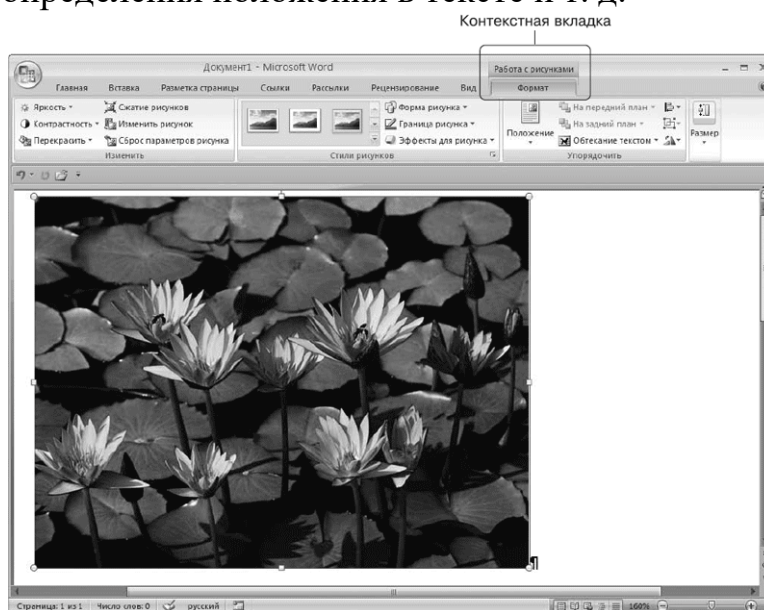 определения положения в тексте и т. д.
Контекстная вкладка
Документ1 - Microsoft Word
Работа с рисунками
Главная Вставка Разметка страницы Ссылки Рассылки Рецензирование Вид Формат
Яркость Сжатие рисунков Форма рисунка На передний план
Контрастность Изменить рисунок Граница рисунка Положение На задний план Размер
Перекрасить Сброс параметров рисунка Эффекты для рисунка Обтекание текстом
Изменить Стили рисунков Упорядочить
¶
Страница: 1 из 1 Число слов: 0 русский 160%